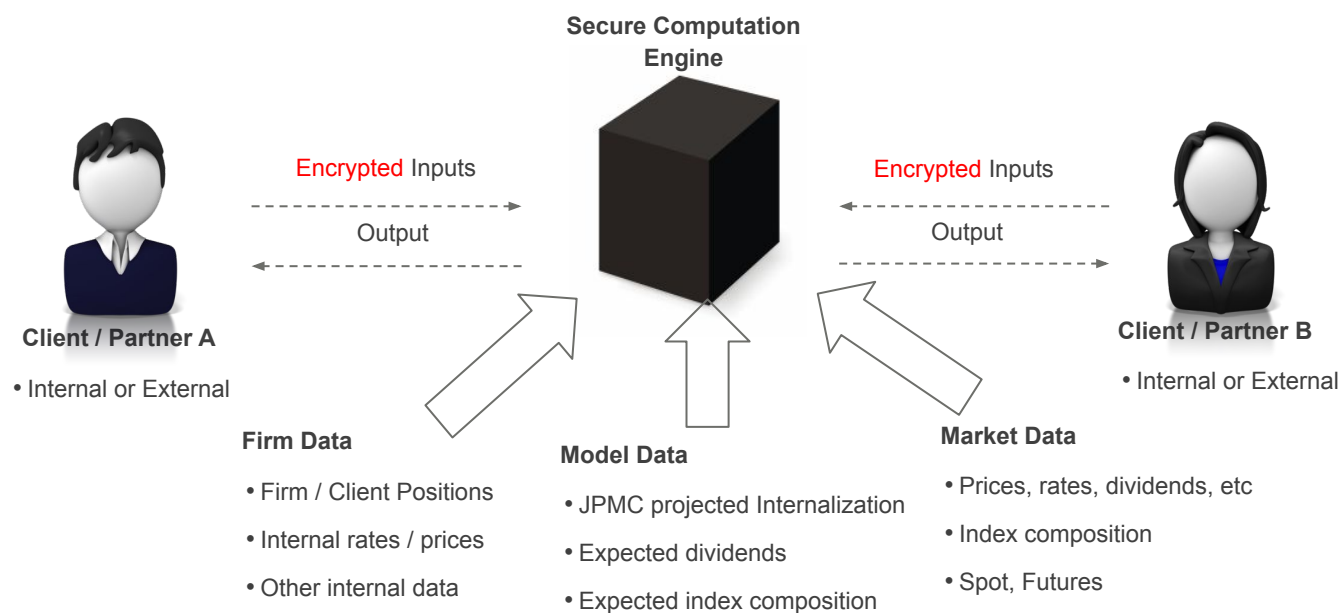 Secure Computation
Engine
Encrypted Inputs
Output
Encrypted Inputs
Output
Client / Partner A
• Internal or External
Client / Partner B
• Internal or External
Firm Data
• Firm / Client Positions
• Internal rates / prices
• Other internal data
Model Data
• JPMC projected Internalization
• Expected dividends
• Expected index composition
Market Data
• Prices, rates, dividends, etc
• Index composition
• Spot, Futures